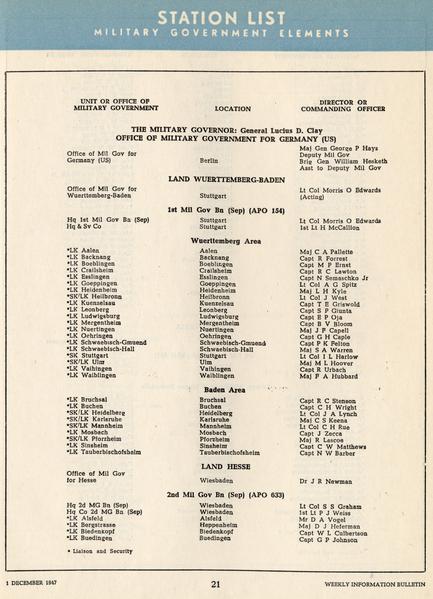 STATION LIST
MILITARY GOVERNMENT ELEMENTS
UNIT OR OFFICE OF MILITARY GOVERNMENT LOCATION DIRECTOR OR COMMANDING OFFICER
THE MILITARY GOVERNOR: General Lucius D. Clay
OFFICE OF MILITARY GOVERNMENT FOR GERMANY (US)
Office of Mil Gov for Germany (US) Berlin Maj Gen George P Hays
Deputy Mil Gov
Brig Gen William Hesketh
Asst to Deputy Mil Gov
LAND WUERTTEMBERG-BADEN
Office of Mil Gov for Wuerttemberg-Baden Stuttgart Lt Col Morris O Edwards (Acting)
1st Mil Gov Bn (Sep) (APO 154)
Hq 1st Mil Gov Bn (Sep) Stuttgart Lt Col Morris O Edwards
Hq & Sv Co Stuttgart 1st Lt H McCallion
Wuerttemberg Area
*LK Aalen Aalen Maj C A Pallette
*LK Backnang Backnang Capt R Forrest
*LK Boeblingen Boeblingen Maj M P Ernst
*LK Crailsheim Crailsheim Capt R C Lawton
*LK Esslingen Esslingen Capt N Semaschko Jr
*LK Goeppingen Goeppingen Lt Col A G Spitz
*LK Heidenheim Heidenheim Maj L H Kyle
*SK/LK Heilbronn Heilbronn Lt Col J West
*LK Kuenzelsau Kuenzelsau Capt T E Griswold
*LK Leonberg Leonberg Capt S P Giunta
*LK Ludwigsburg Ludwigsburg Capt E P Oja
*LK Mergentheim Mergentheim Capt B V Bloom
*LK Nuertingen Nuertingen Maj J F Capell
*LK Oehringen Oehringen Capt G H Caple
*LK Schwaebisch-Gmuend Schwaebisch-Gmuend Capt P K Felton
*LK Schwaebisch-Hall Schwaebisch-Hall Maj S A Warren
*SK Stuttgart Stuttgart Lt Col I L Harlow
*SK/LK Ulm Ulm Maj M L Hoover
*LK Vaihingen Vaihingen Capt R Urbach
*LK Waiblingen Waiblingen Maj F A Hubbard
Baden Area
*LK Bruchsal Bruchsal Capt R C Stenson
*LK Buchen Buchen Capt C H Wright
*SK/LK Heidelberg Heidelberg Lt Col J A Lynch
*SK/LK Karlsruhe Karlsruhe Maj C S Keena
*SK/LK Mannheim Mannheim Lt Col C H Rue
*LK Mosbach Mosbach Capt J Zecca
*SK/LK Pforzheim Pforzheim Maj R Lascoe
*LK Sinsheim Sinsheim Capt C W Matthews
*LK Tauberbischofsheim Tauberbischofsheim Capt N W Barber
LAND HESSE
Office of Mil Gov for Hesse Wiesbaden Dr J R Newman
2nd Mil Gov Bn (Sep) (APO 633)
Hq 2d MG Bn (Sep) Wiesbaden Lt Col S S Graham
Hq Co 2d MG Bn (Sep) Wiesbaden 1st Lt P J Weiss
*LK Alsfeld Alsfeld Mr D A Vogel
*LK Bergstrasse Heppenheim Maj D J Heferman
*LK Biedenkopf Biedenkopf Capt W L Culbertson
*LK Buedingen Buedingen Capt G P Johnson
* Liaison and Security
1 DECEMBER 1947 21 WEEKLY INFORMATION BULLETIN